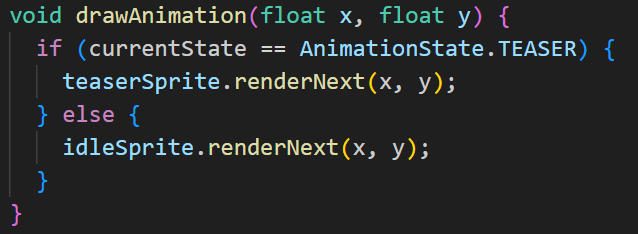 void drawAnimation(float x, float y) {
  if (currentState == AnimationState.TEASER) {
    teaserSprite.renderNext(x, y);
  } else {
    idleSprite.renderNext(x, y);
  }
}